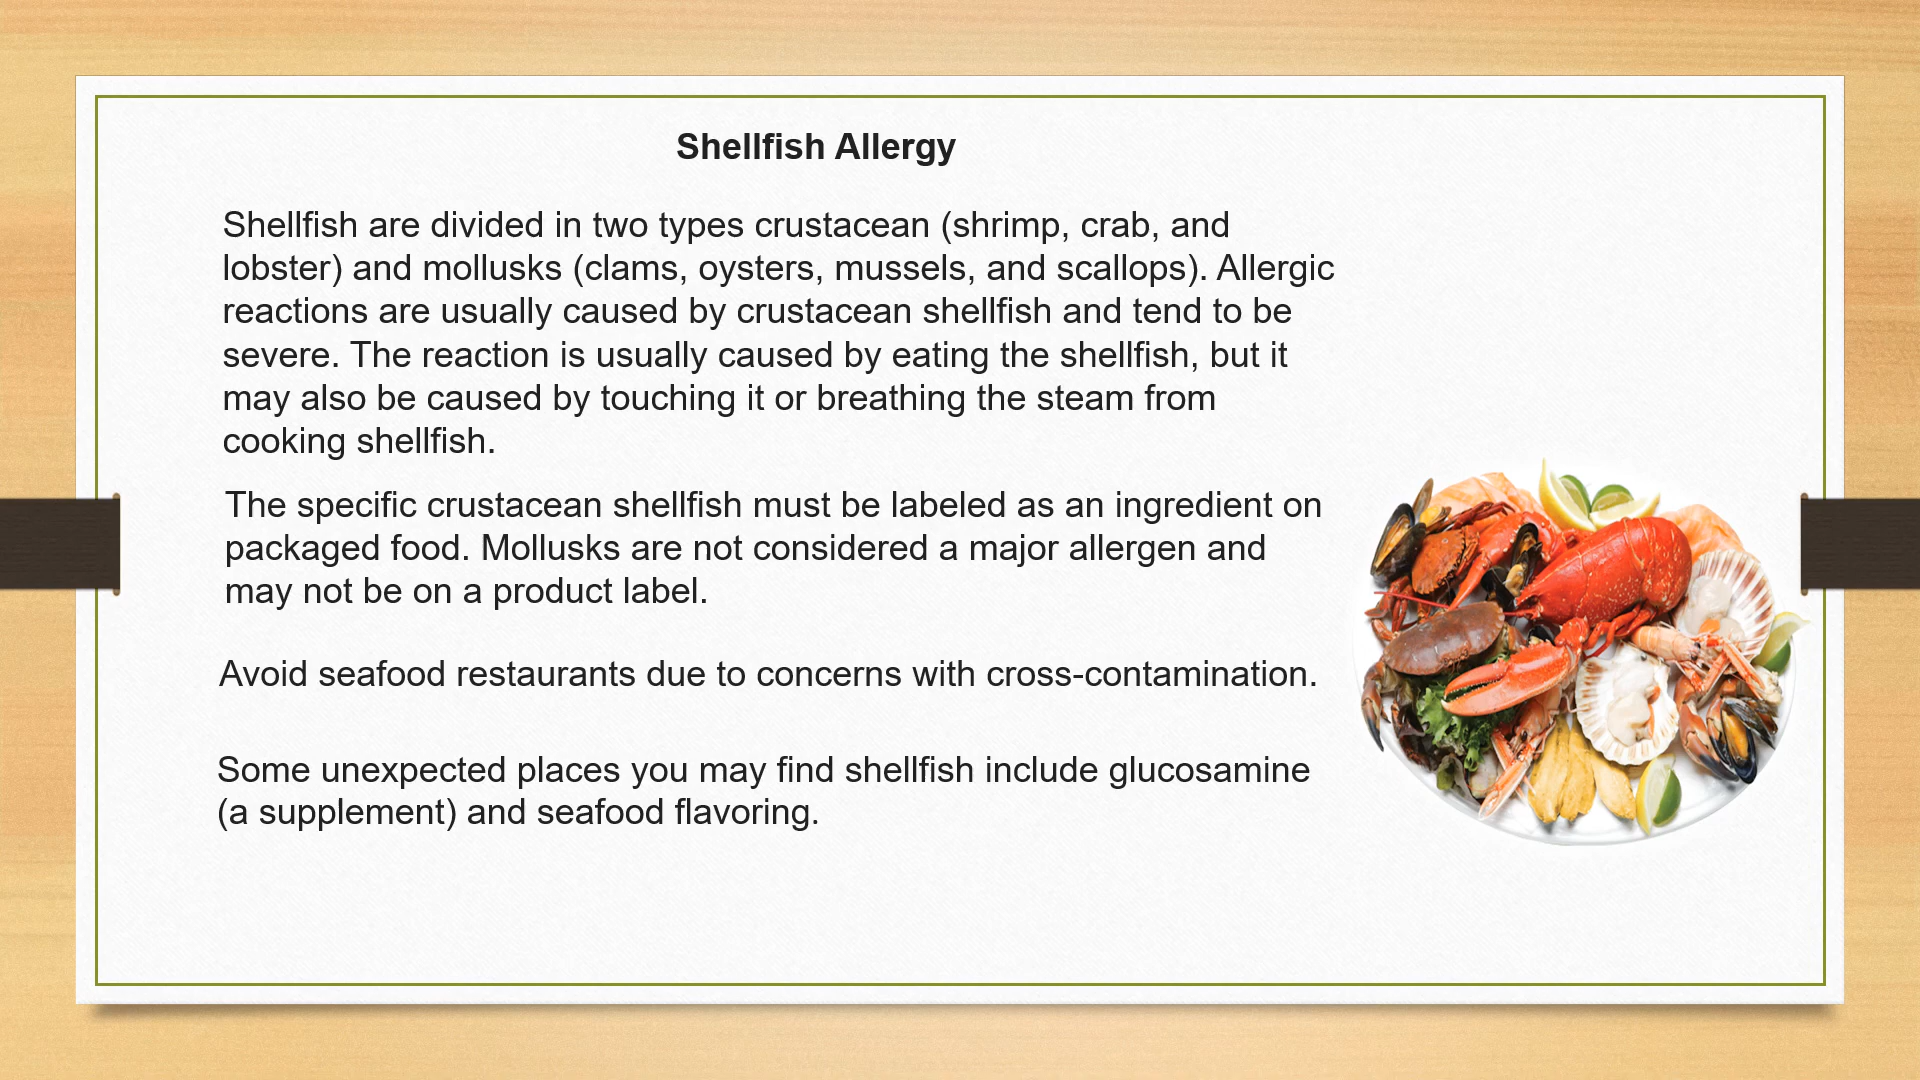 Shellfish Allergy
Shellfish are divided in two types crustacean (shrimp, crab, and
lobster) and mollusks (clams, oysters, mussels, and scallops). Allergic
reactions are usually caused by crustacean shellfish and tend to be
severe. The reaction is usually caused by eating the shellfish, but it
may also be caused by touching it or breathing the steam from
cooking shellfish.
The specific crustacean shellfish must be labeled as an ingredient on
packaged food. Mollusks are not considered a major allergen and
may not be on a product label.
Avoid seafood restaurants due to concerns with cross-contamination.
Some unexpected places you may find shellfish include glucosamine
(a supplement) and seafood flavoring.